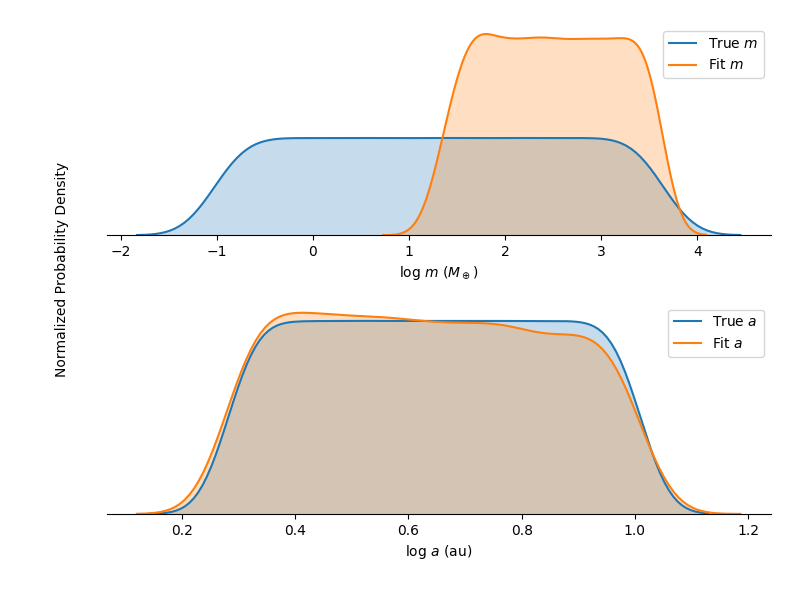 True m
Fit m
−2 −1 0 1 2 3 4
log m (M⊕)
Normalized Probability Density
True a
Fit a
0.2 0.4 0.6 0.8 1.0 1.2
log a (au)